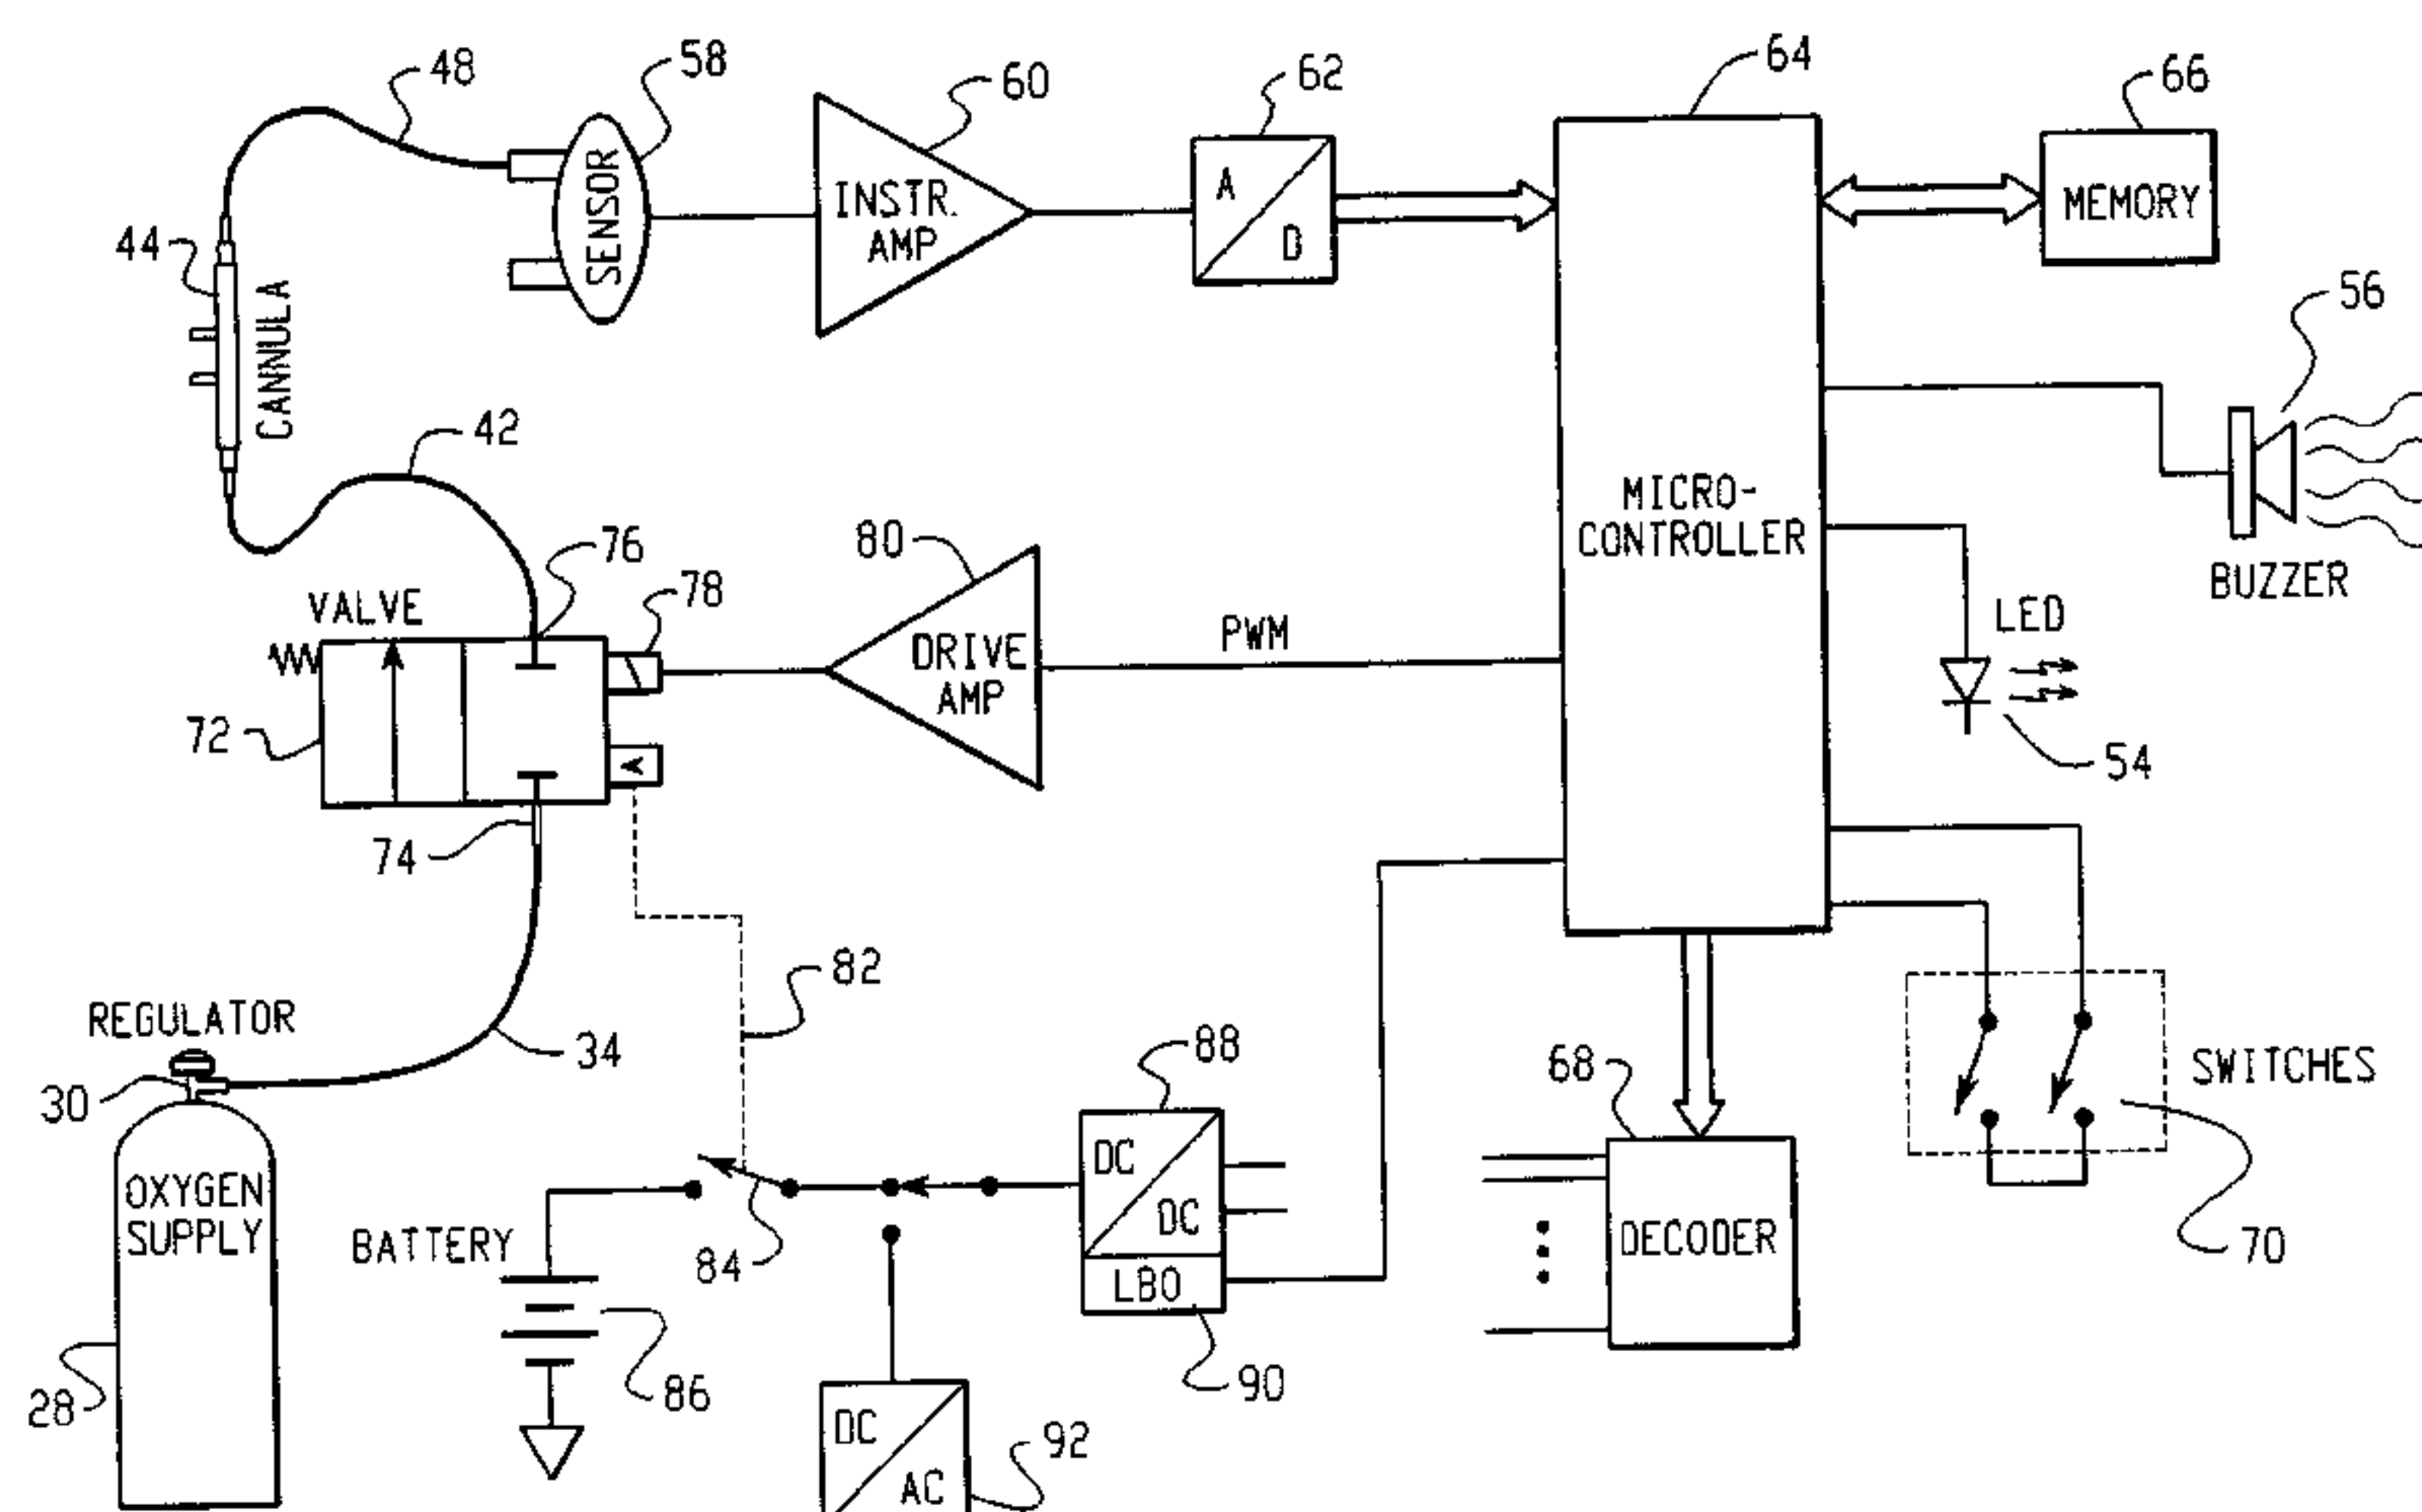 48
58
60
62
64
66
SENSOR
INSTR.
AMP
A
D
MEMORY
44
CANNULA
56
42
MICRO-
CONTROLLER
BUZZER
76
80
78
VALVE
DRIVE
AMP
PWM
LED
72
54
74
82
REGULATOR
34
88
68
SWITCHES
30
OXYGEN
SUPPLY
DC
DC
LBO
DECODER
BATTERY
84
70
86
90
28
DC
AC
92